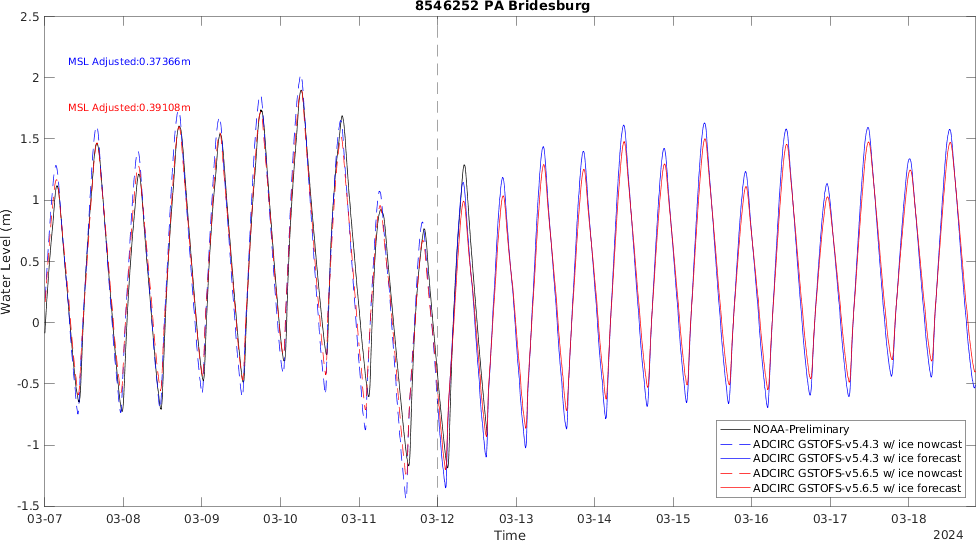 8546252 PA Bridesburg
2.5
2
1.5
1
0.5
0
-0.5
-1
-1.5
Water Level (m)
MSL Adjusted:0.37366m
MSL Adjusted:0.39108m
NOAA-Preliminary
ADCIRC GSTOFS-v5.4.3 w/ ice nowcast
ADCIRC GSTOFS-v5.4.3 w/ ice forecast
ADCIRC GSTOFS-v5.6.5 w/ ice nowcast
ADCIRC GSTOFS-v5.6.5 w/ ice forecast
03-07 03-08 03-09 03-10 03-11 03-12 03-13 03-14 03-15 03-16 03-17 03-18
Time
2024